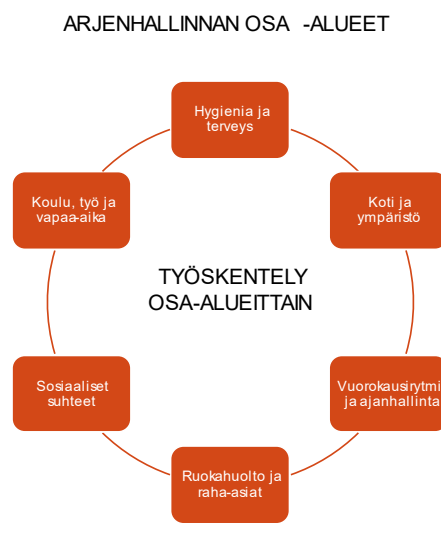 ARJENHALLINNAN OSA -ALUEET
Hygienia ja
terveys
Koti ja
ympäristö
Vuorokausirytmi
ja ajanhallinta
Ruokahuolto ja
raha-asiat
Sosiaaliset
suhteet
Koulu, työ ja
vapaa-aika
TYÖSKENTELY
OSA-ALUEITTAIN